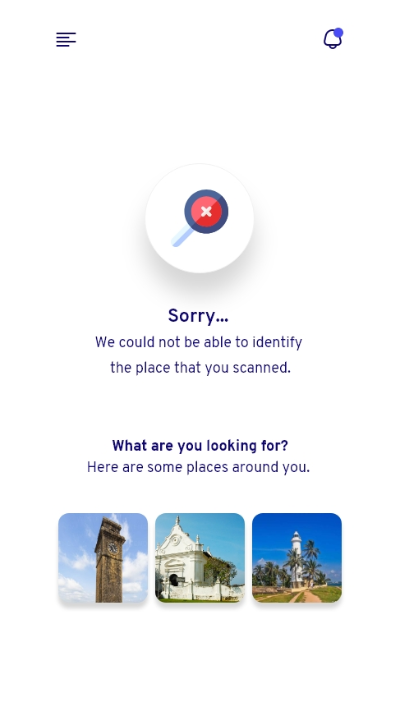 Sorry...
We could not be able to identify
the place that you scanned.
What are you looking for?
Here are some places around you.